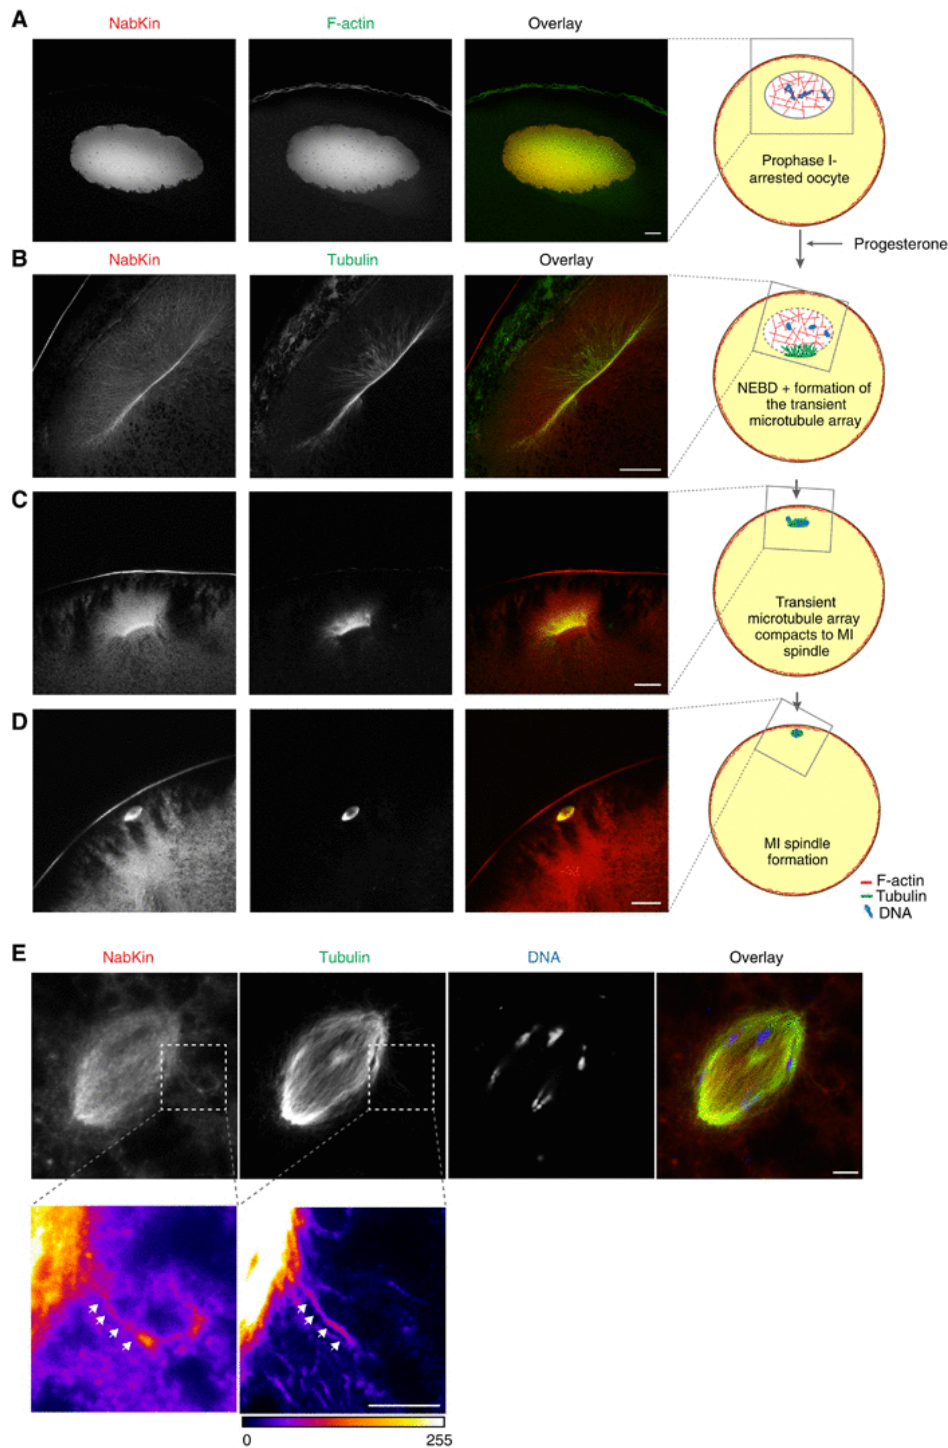 A
NabKin
F-actin
Overlay
Prophase I-
arrested oocyte
Progesterone
B
NabKin
Tubulin
Overlay
NEBD + formation of
the transient
microtubule array
C
Transient
microtubule array
compacts to MI
spindle
D
MI spindle
formation
F-actin
Tubulin
DNA
E
NabKin
Tubulin
DNA
Overlay
0
255